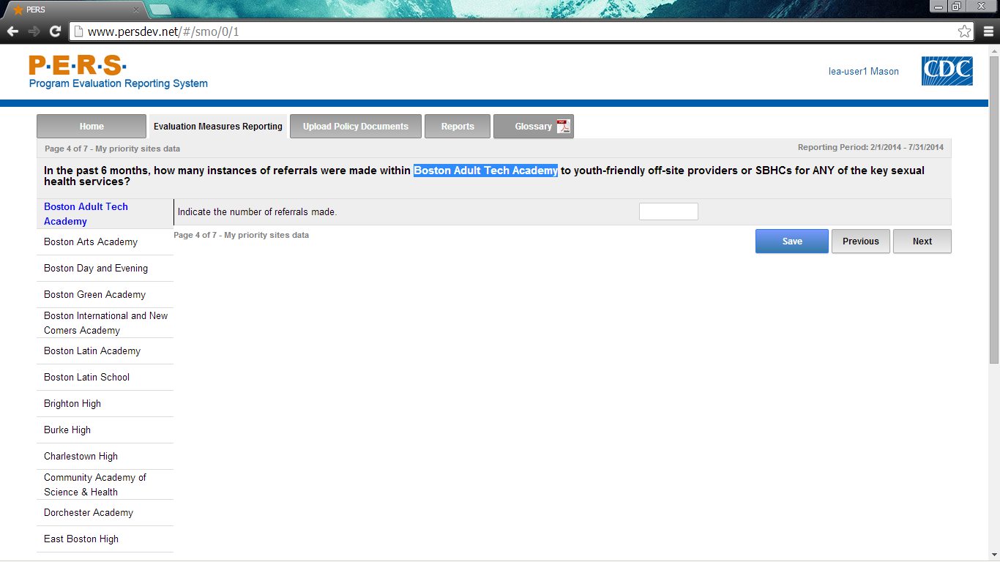 PERS
www.persdev.net/#/smo/0/1
P·E·R·S·
Program Evaluation Reporting System
lea-user1 Mason
CDC
Home
Evaluation Measures Reporting
Upload Policy Documents
Reports
Glossary
Page 4 of 7 - My priority sites data
Reporting Period: 2/1/2014 - 7/31/2014
In the past 6 months, how many instances of referrals were made within Boston Adult Tech Academy to youth-friendly off-site providers or SBHCs for ANY of the key sexual
health services?
Boston Adult Tech
Academy
Indicate the number of referrals made.
Page 4 of 7 - My priority sites data
Save
Previous
Next
Boston Arts Academy
Boston Day and Evening
Boston Green Academy
Boston International and New
Comers Academy
Boston Latin Academy
Boston Latin School
Brighton High
Burke High
Charlestown High
Community Academy of
Science & Health
Dorchester Academy
East Boston High